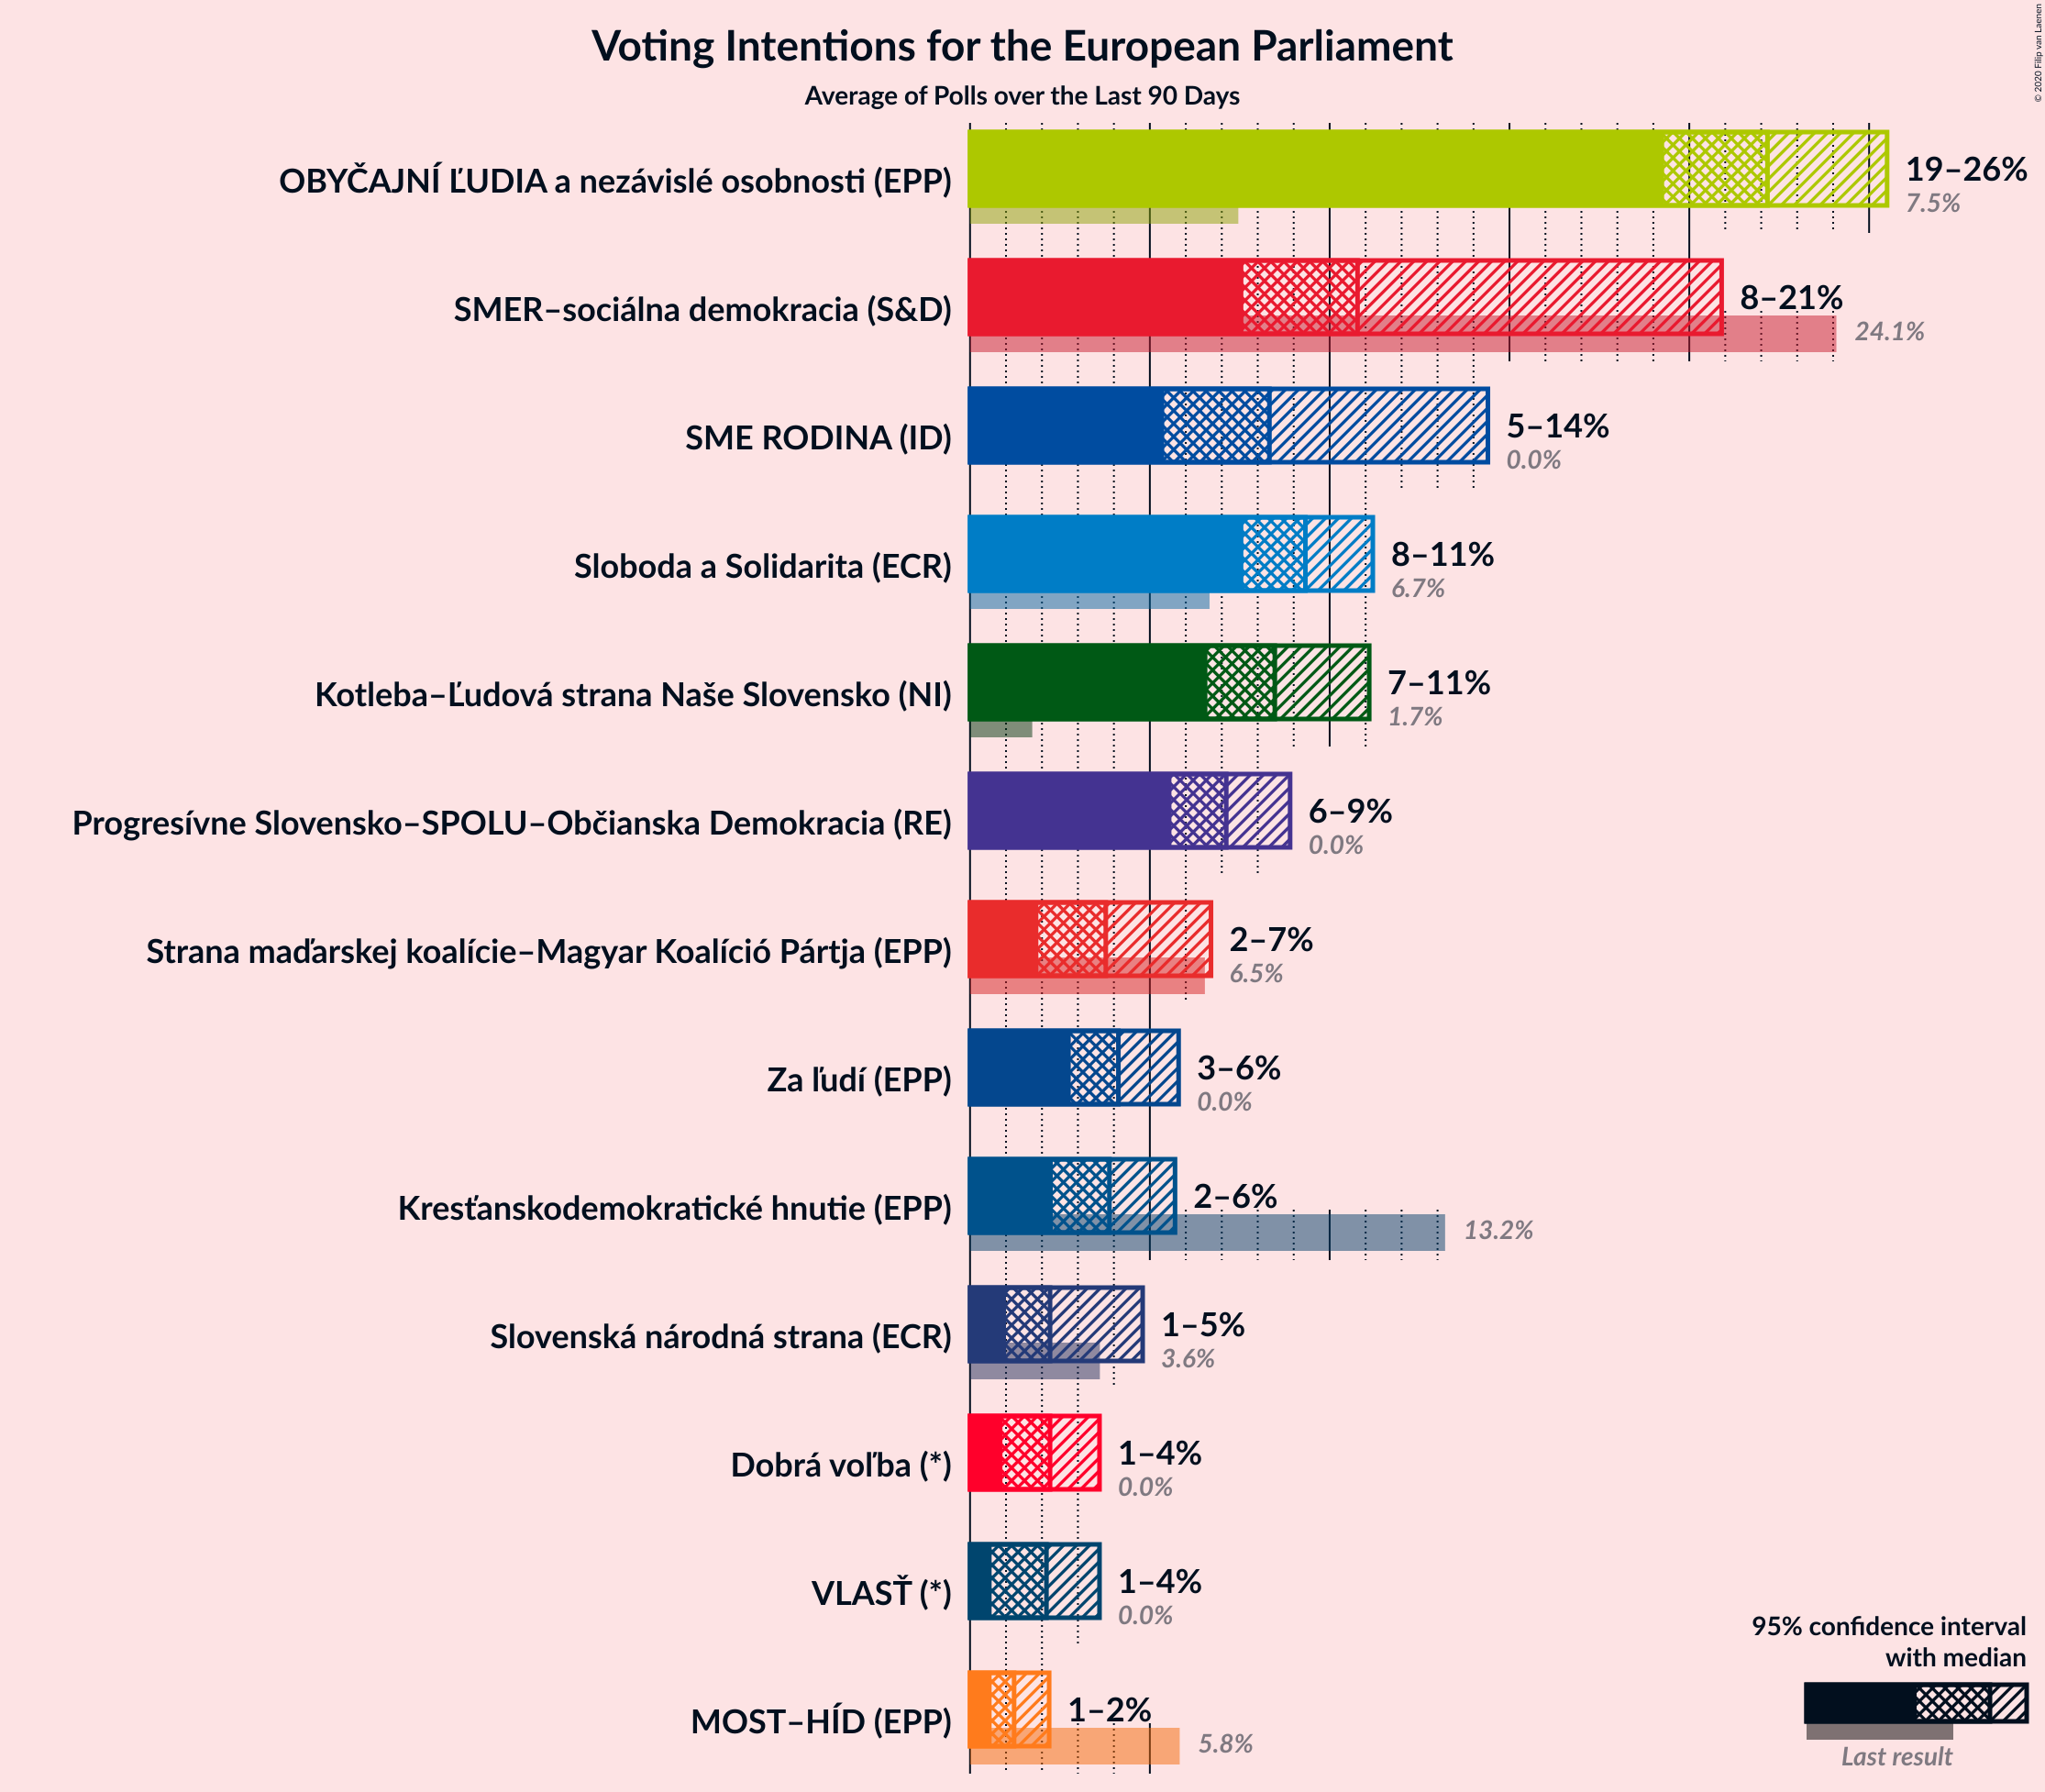 Voting Intentions for the European Parliament
Average of Polls over the Last 90 Days
© 2020 Filip van Laenen
OBYČAJNÍ ĽUDIA a nezávislé osobnosti (EPP)
19–26%
7.5%
SMER–sociálna demokracia (S&D)
8–21%
24.1%
SME RODINA (ID)
5–14%
0.0%
Sloboda a Solidarita (ECR)
8–11%
6.7%
Kotleba–Ľudová strana Naše Slovensko (NI)
7–11%
1.7%
Progresívne Slovensko–SPOLU–Občianska Demokracia (RE)
6–9%
0.0%
Strana maďarskej koalície–Magyar Koalíció Pártja (EPP)
2–7%
6.5%
Za ľudí (EPP)
3–6%
0.0%
Kresťanskodemokratické hnutie (EPP)
2–6%
13.2%
Slovenská národná strana (ECR)
1–5%
3.6%
Dobrá voľba (*)
1–4%
0.0%
VLASŤ (*)
1–4%
0.0%
MOST–HÍD (EPP)
1–2%
5.8%
95% confidence interval
with median
Last result